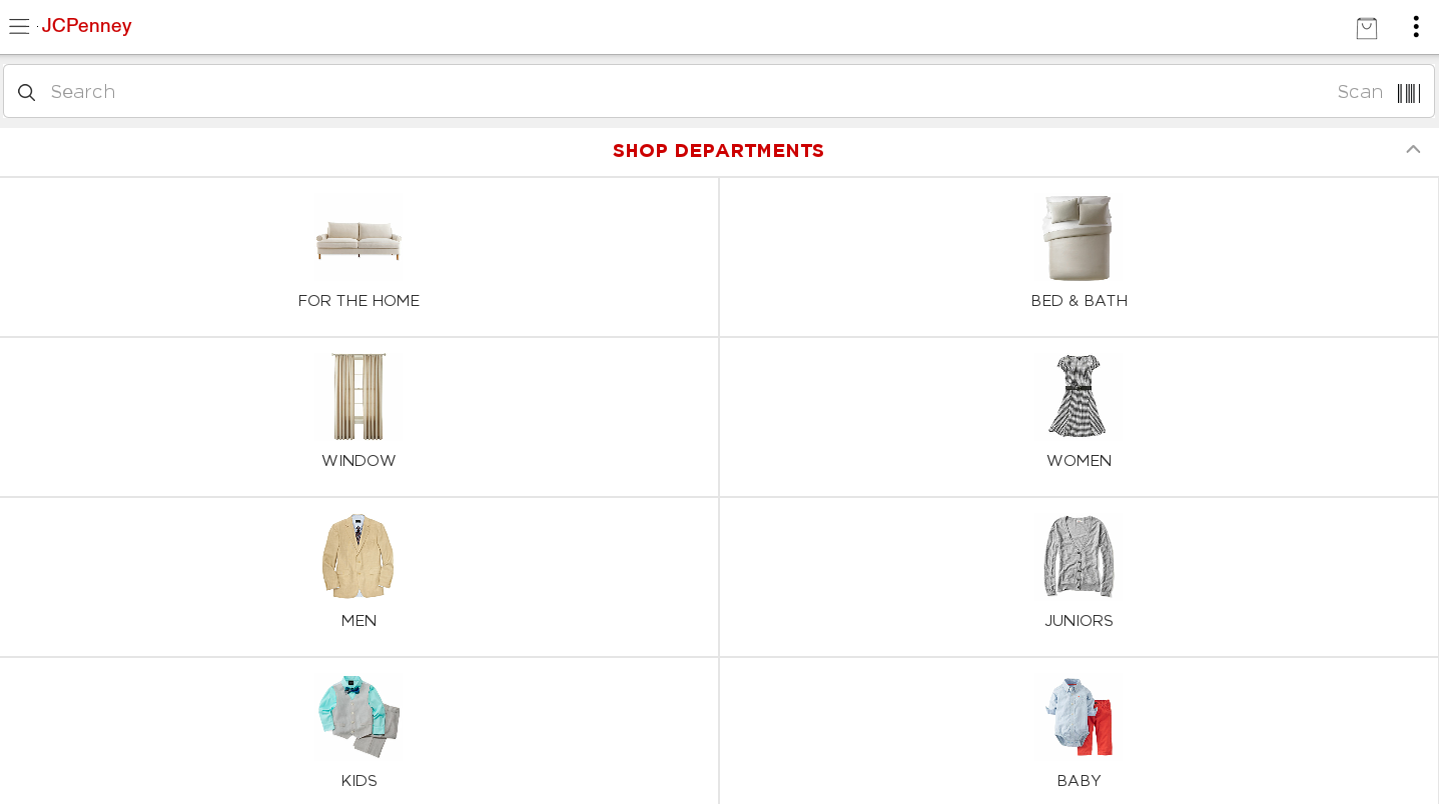 JCPenney
Search
Scan
SHOP DEPARTMENTS
FOR THE HOME
BED & BATH
WINDOW
WOMEN
MEN
JUNIORS
KIDS
BABY